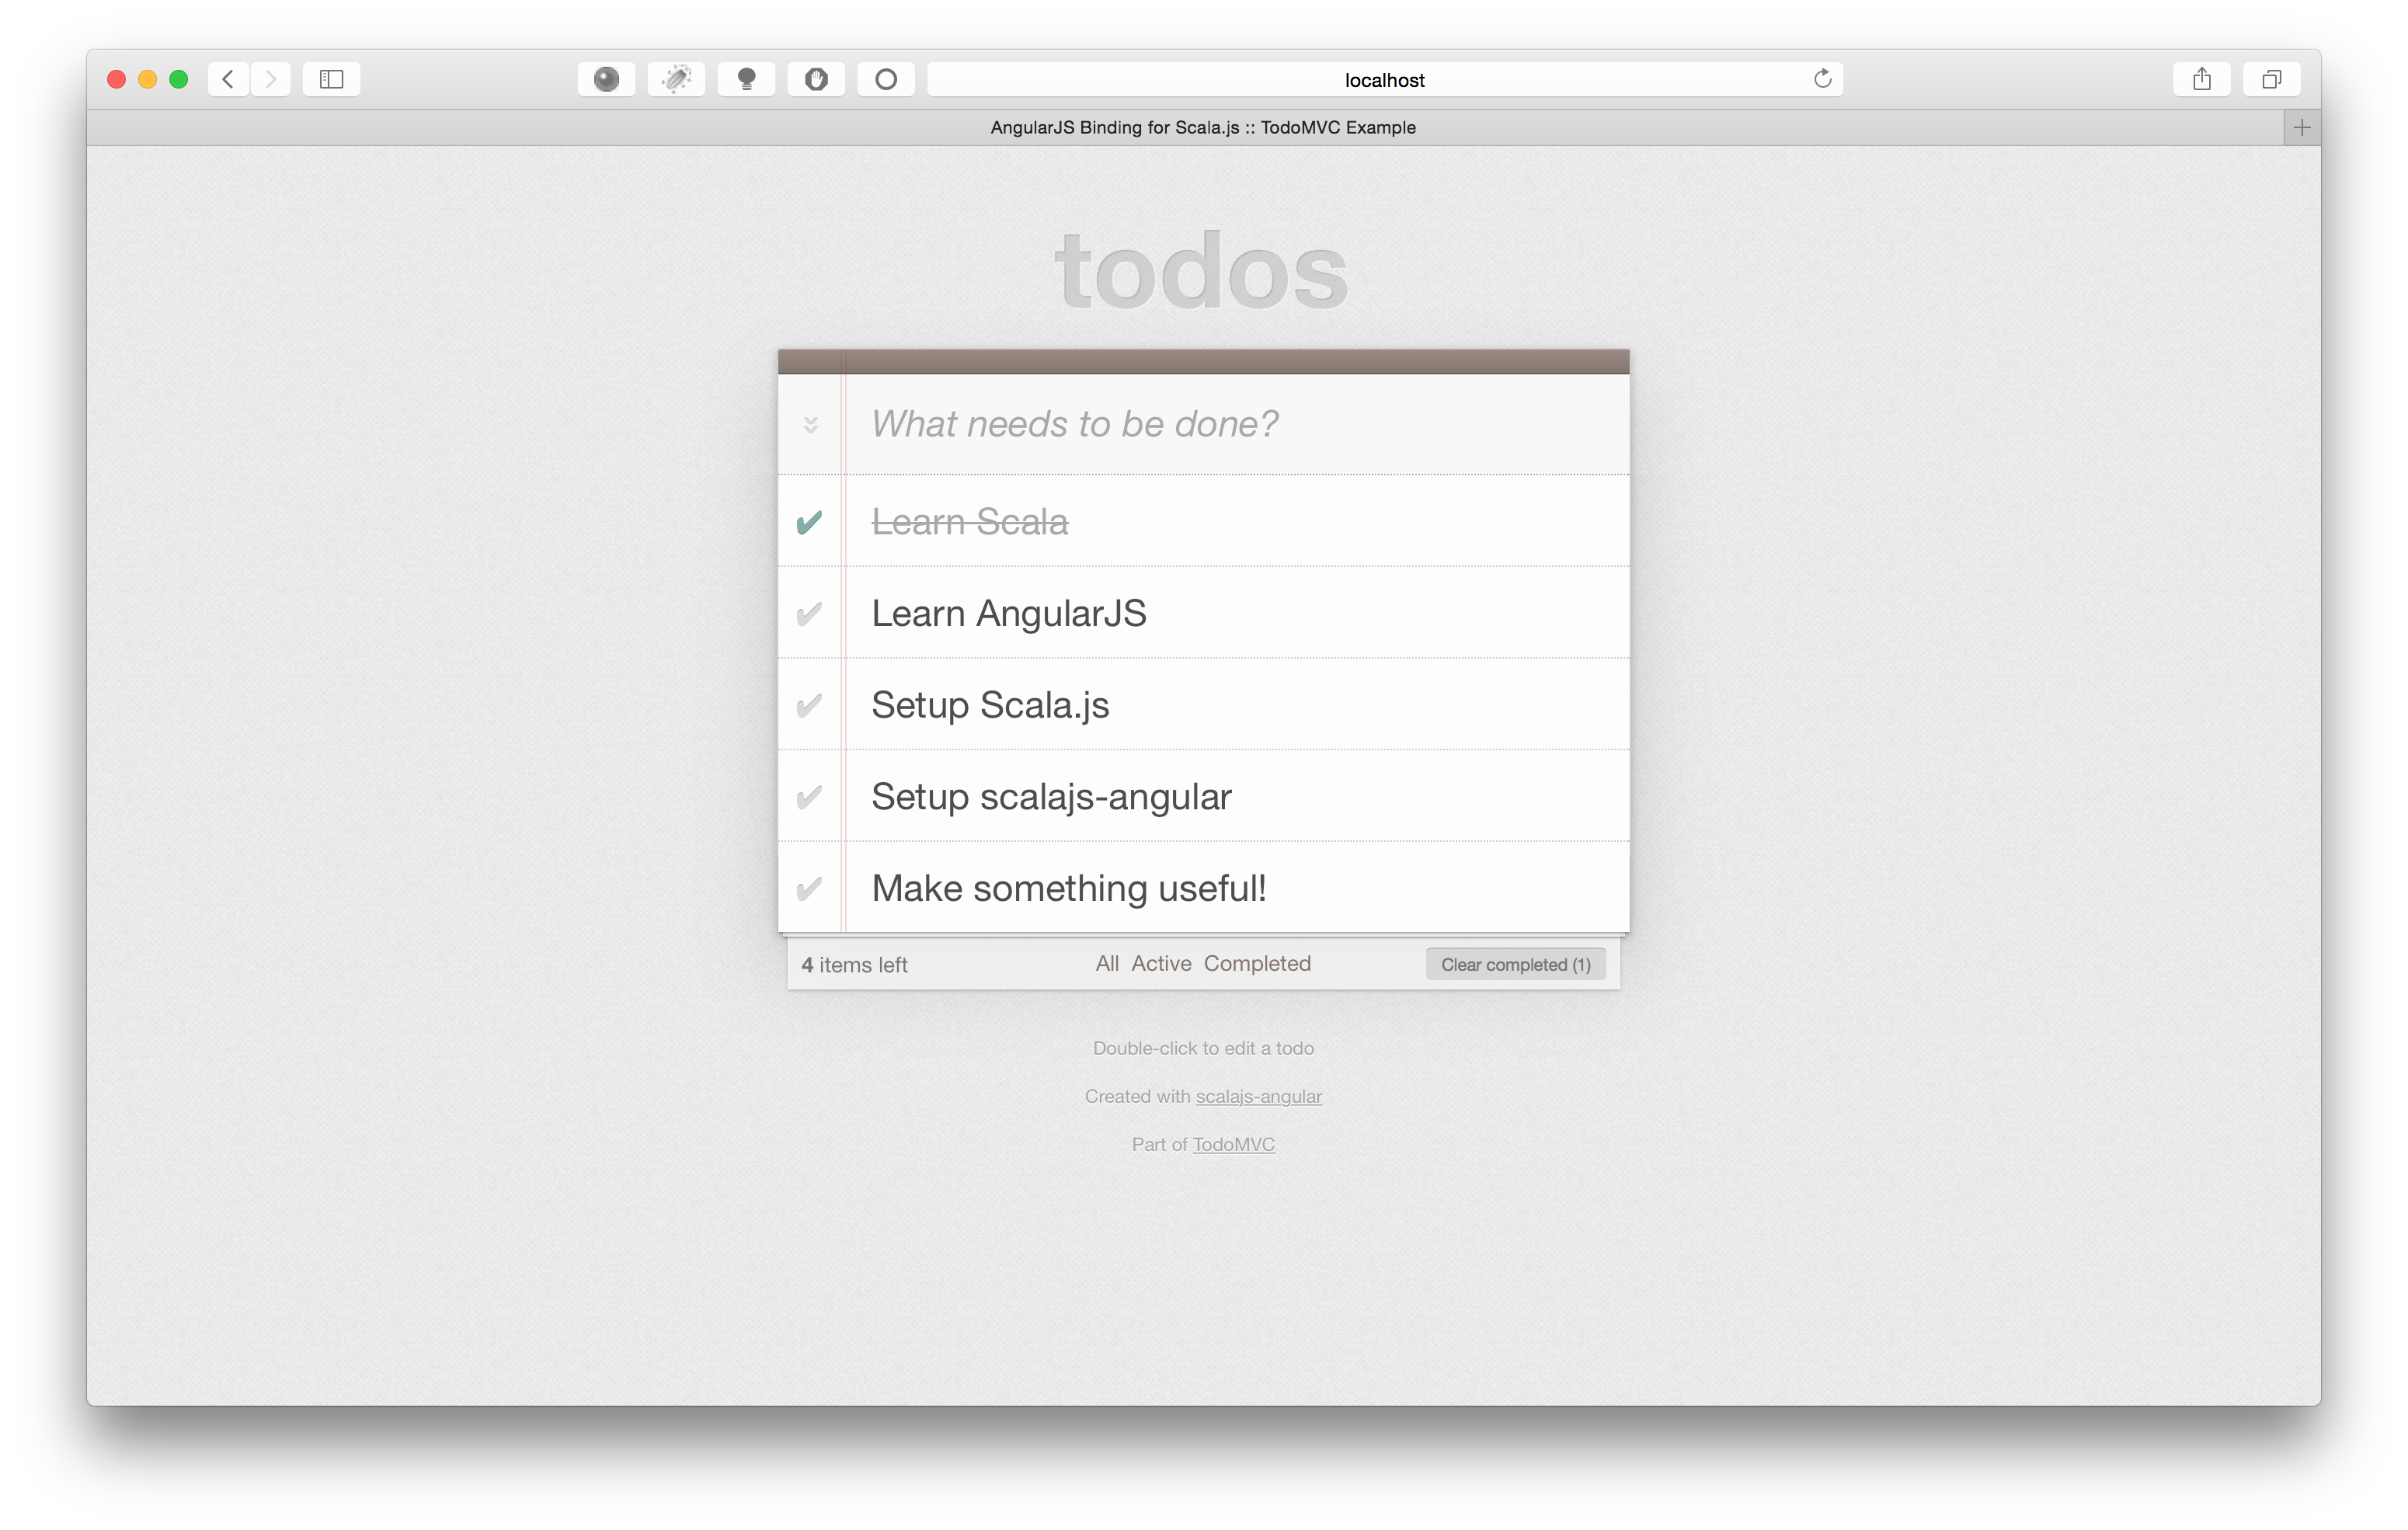 localhost
AngularJS Binding for Scala.js :: TodoMVC Example
todos
What needs to be done?
Learn Scala
Learn AngularJS
Setup Scala.js
Setup scalajs-angular
Make something useful!
4 items left All Active Completed Clear completed (1)
Double-click to edit a todo
Created with scalajs-angular
Part of TodoMVC